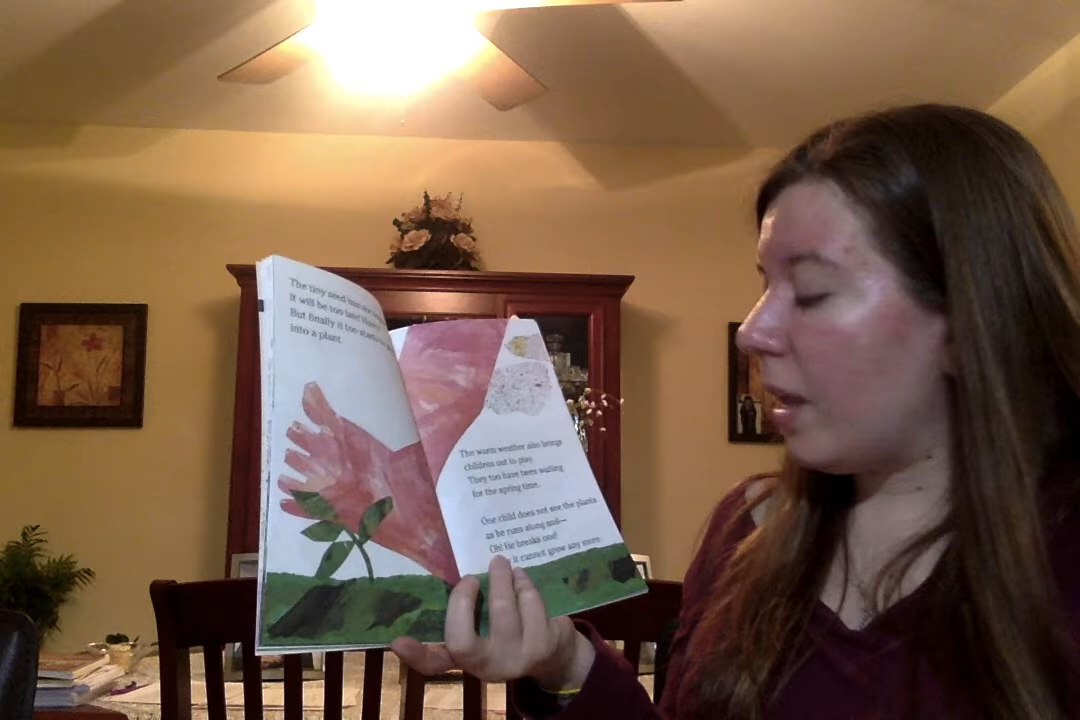 The tiny seed
It will be too late!
But finally it too starts
into a plant.
The warm weather also brings
children out to play.
They too have been waiting
for the spring time.
One child does not see the plants
as he runs along and—
Oh! He breaks one!
it cannot grow any more.